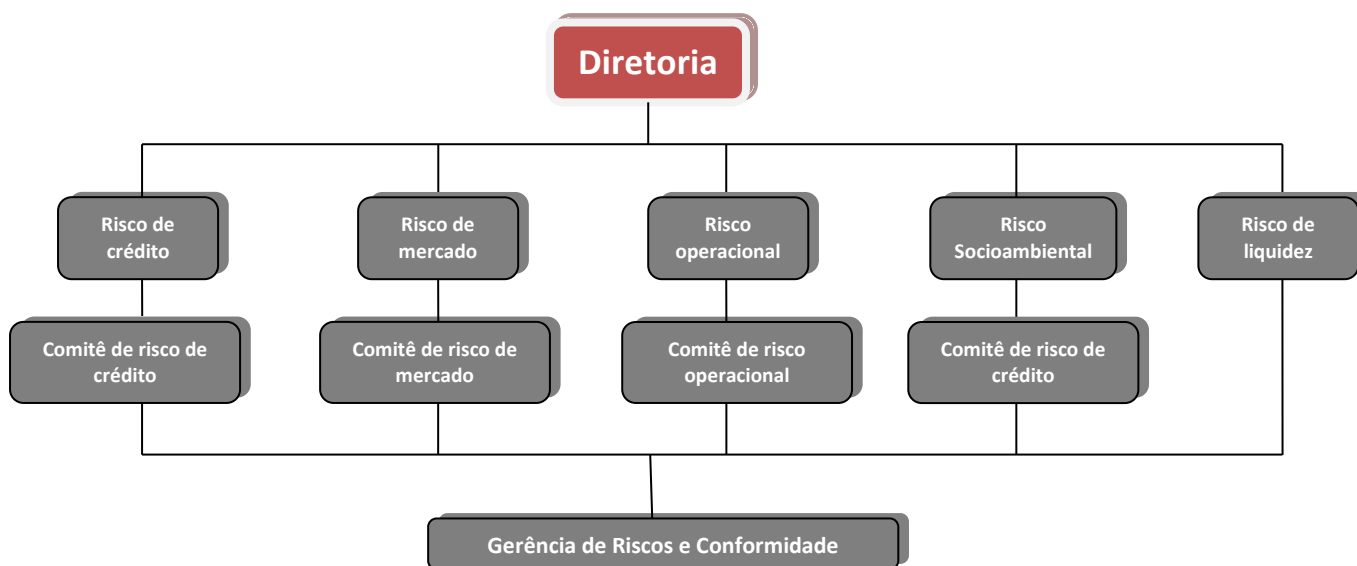 Diretoria
Risco de
crédito
Risco de
mercado
Risco
operacional
Risco
Socioambiental
Risco de
liquidez
Comitê de risco de
crédito
Comitê de risco de
mercado
Comitê de risco
operacional
Comitê de risco de
crédito
Gerência de Riscos e Conformidade